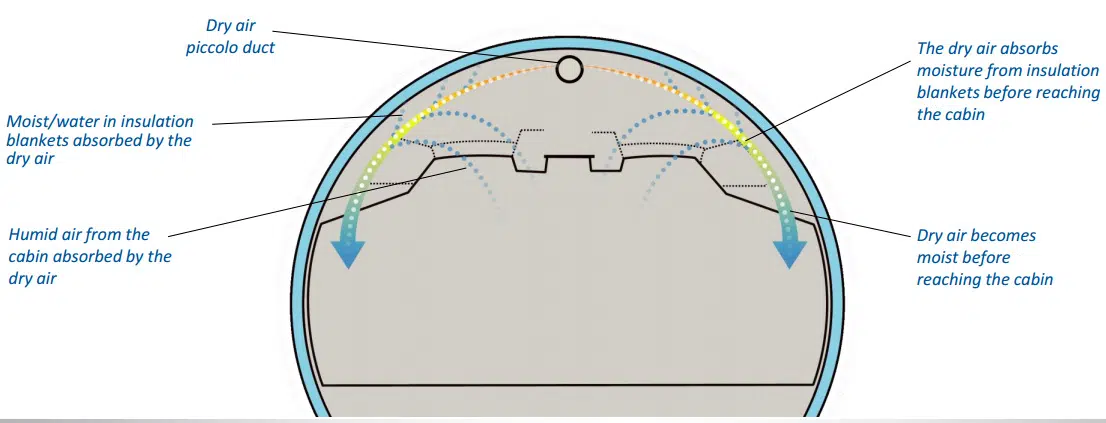 Dry air
piccolo duct
The dry air absorbs
moisture from insulation
blankets before reaching
the cabin
Moist/water in insulation
blankets absorbed by the
dry air
Humid air from the
cabin absorbed by the
dry air
Dry air becomes
moist before
reaching the cabin